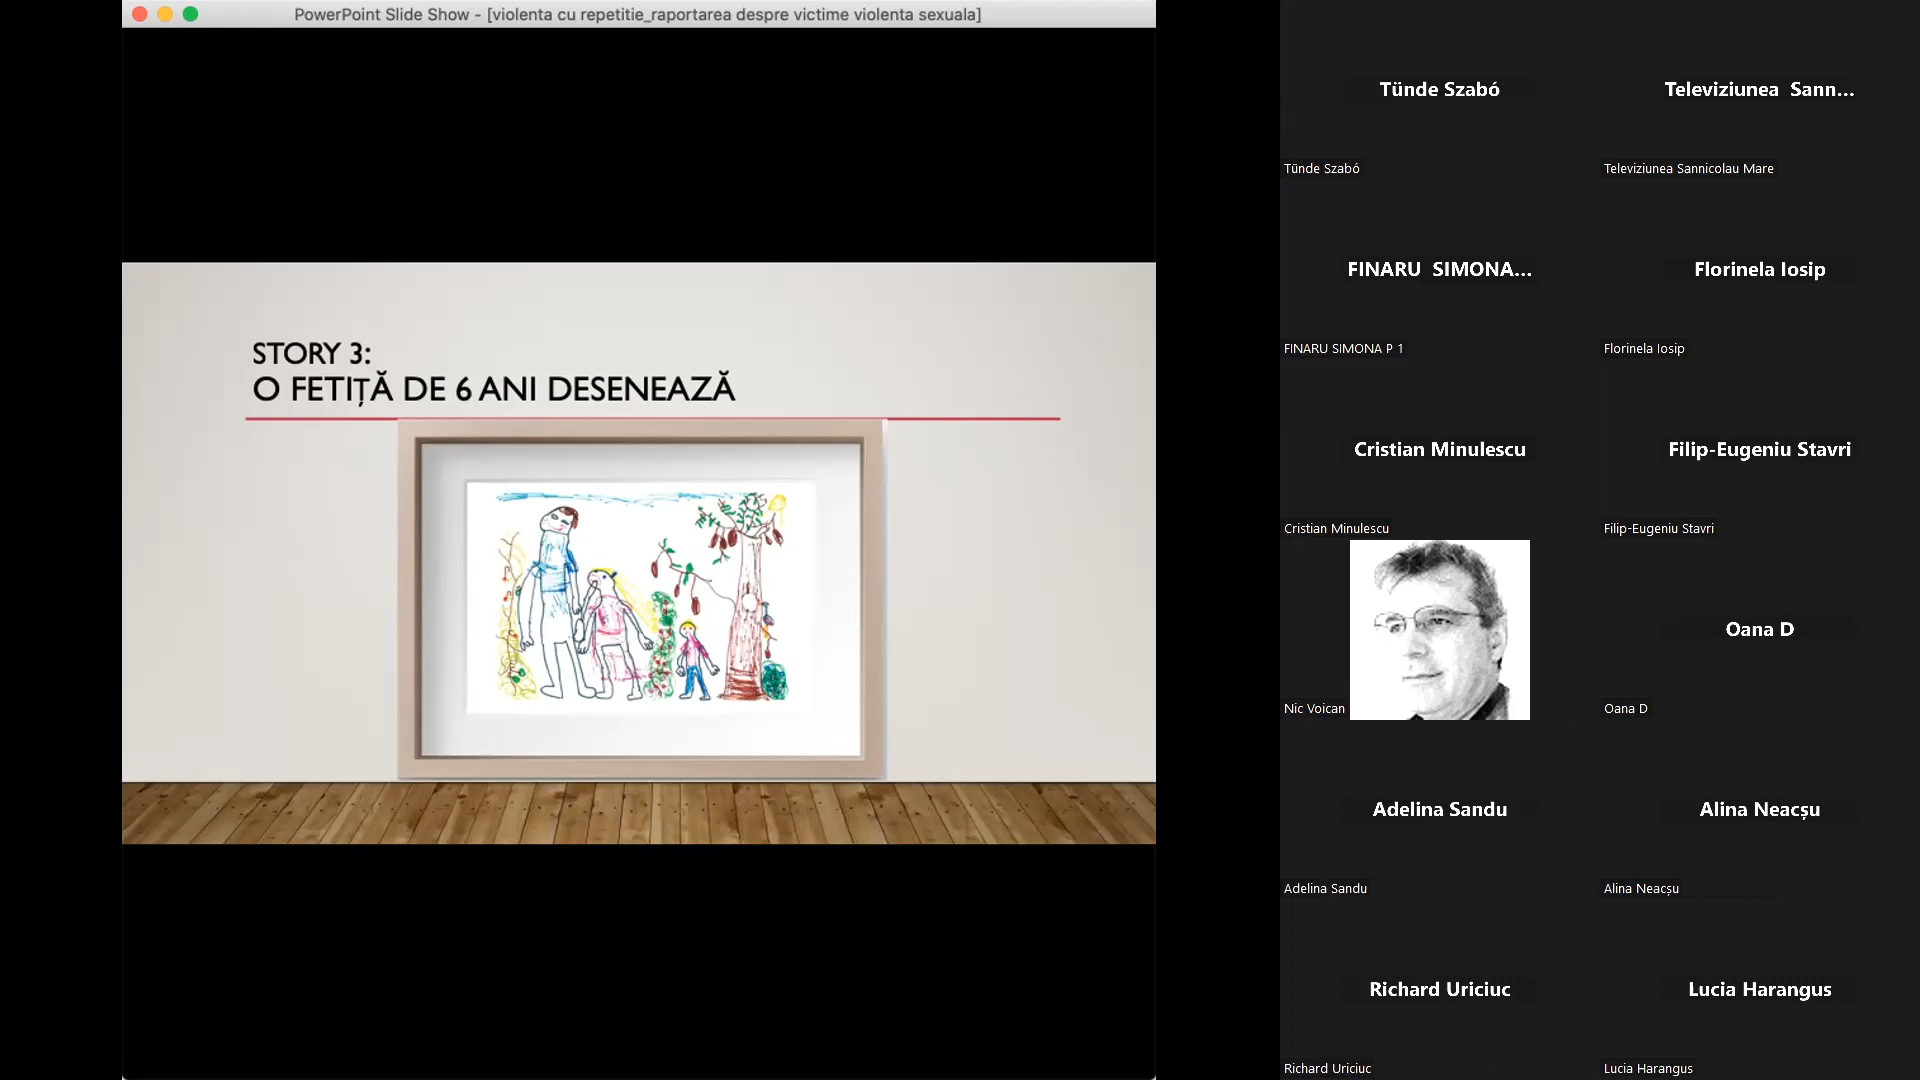 PowerPoint Slide Show - [violenta cu repetitie_raportarea despre victime violenta sexuala]
STORY 3:
O FETIȚĂ DE 6 ANI DESENEAZĂ
Tünde Szabó
Tünde Szabó
Televiziunea Sann...
Televiziunea Sannicolau Mare
FINARU SIMONA...
FINARU SIMONA P 1
Florinela Iosip
Florinela Iosip
Cristian Minulescu
Cristian Minulescu
Filip-Eugeniu Stavri
Filip-Eugeniu Stavri
Nic Voican
Oana D
Oana D
Adelina Sandu
Adelina Sandu
Alina Neacșu
Alina Neacșu
Richard Uriciuc
Richard Uriciuc
Lucia Harangus
Lucia Harangus